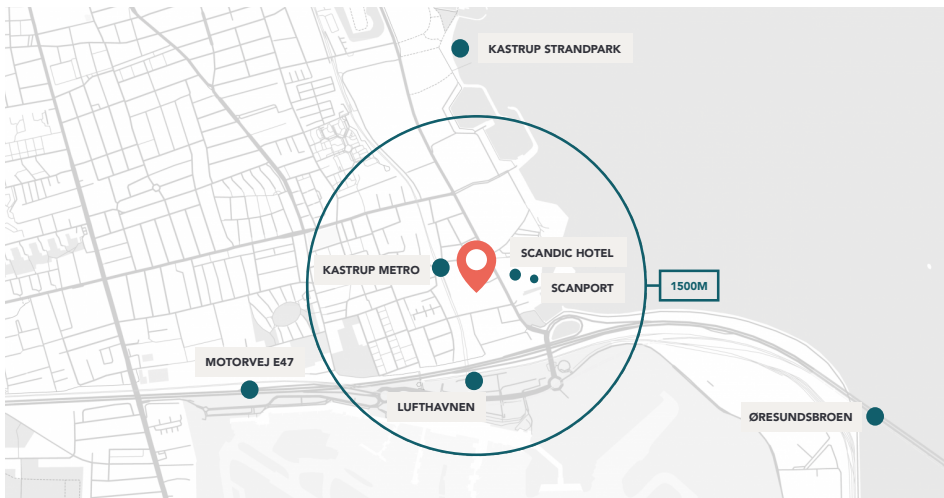 KASTRUP STRANDPARK
SCANDIC HOTEL
KASTRUP METRO
SCANPORT
1500M
MOTORVEJ E47
LUFTHAVNEN
ØRESUNDSBROEN